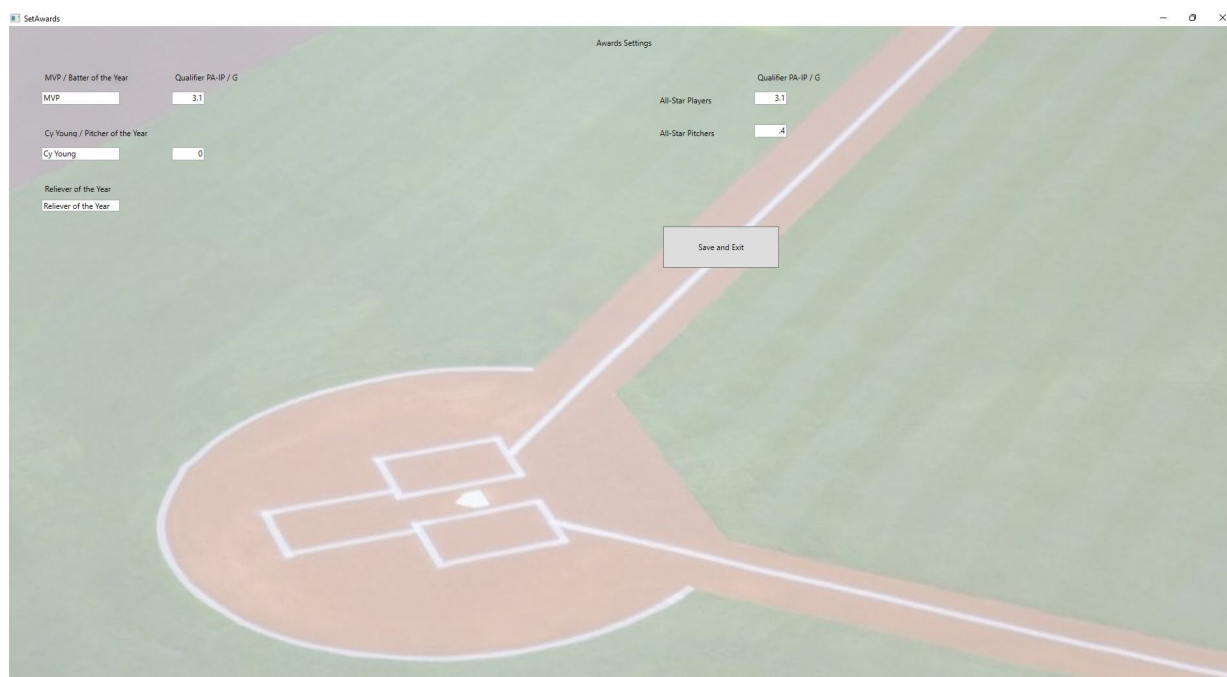 SetAwards
Awards Settings
MVP / Batter of the Year
Qualifier PA-IP / G
MVP
3.1
Cy Young / Pitcher of the Year
Cy Young
0
Reliever of the Year
Reliever of the Year
Qualifier PA-IP / G
All-Star Players
3.1
All-Star Pitchers
.4
Save and Exit